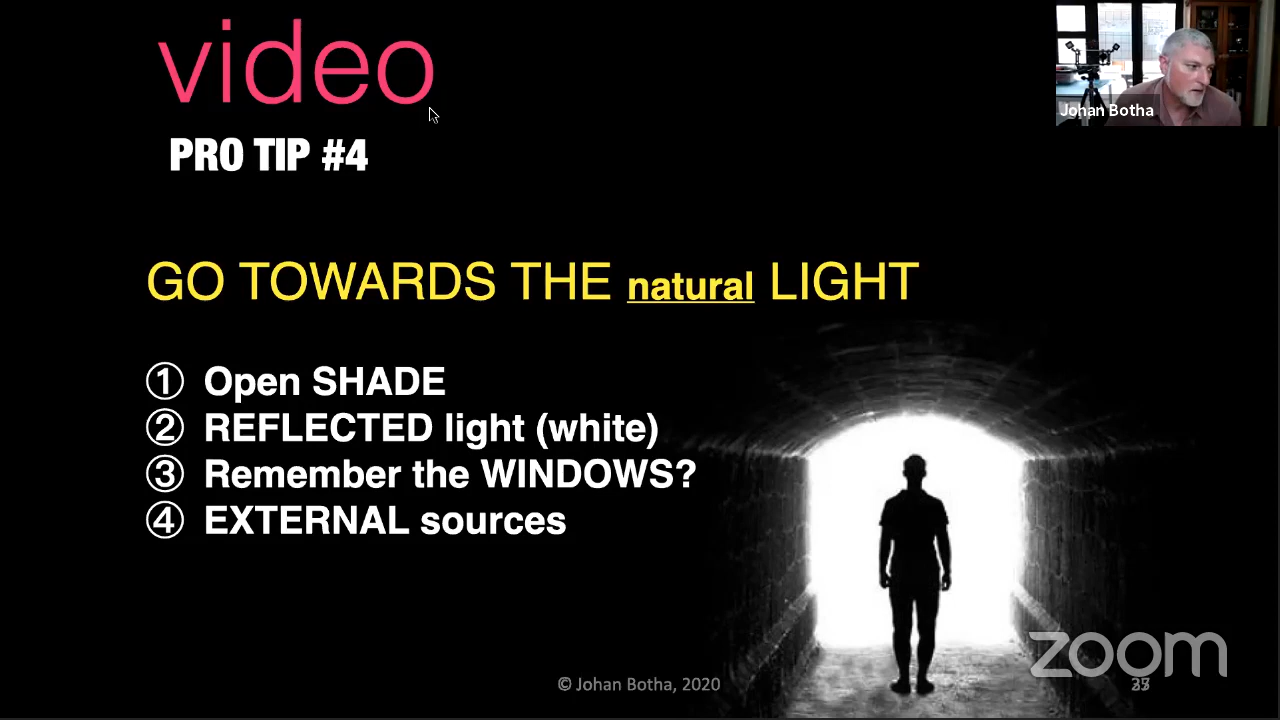 video
Johan Botha
PRO TIP #4
GO TOWARDS THE natural LIGHT
① Open SHADE
② REFLECTED light (white)
③ Remember the WINDOWS?
④ EXTERNAL sources
zoom
© Johan Botha, 2020